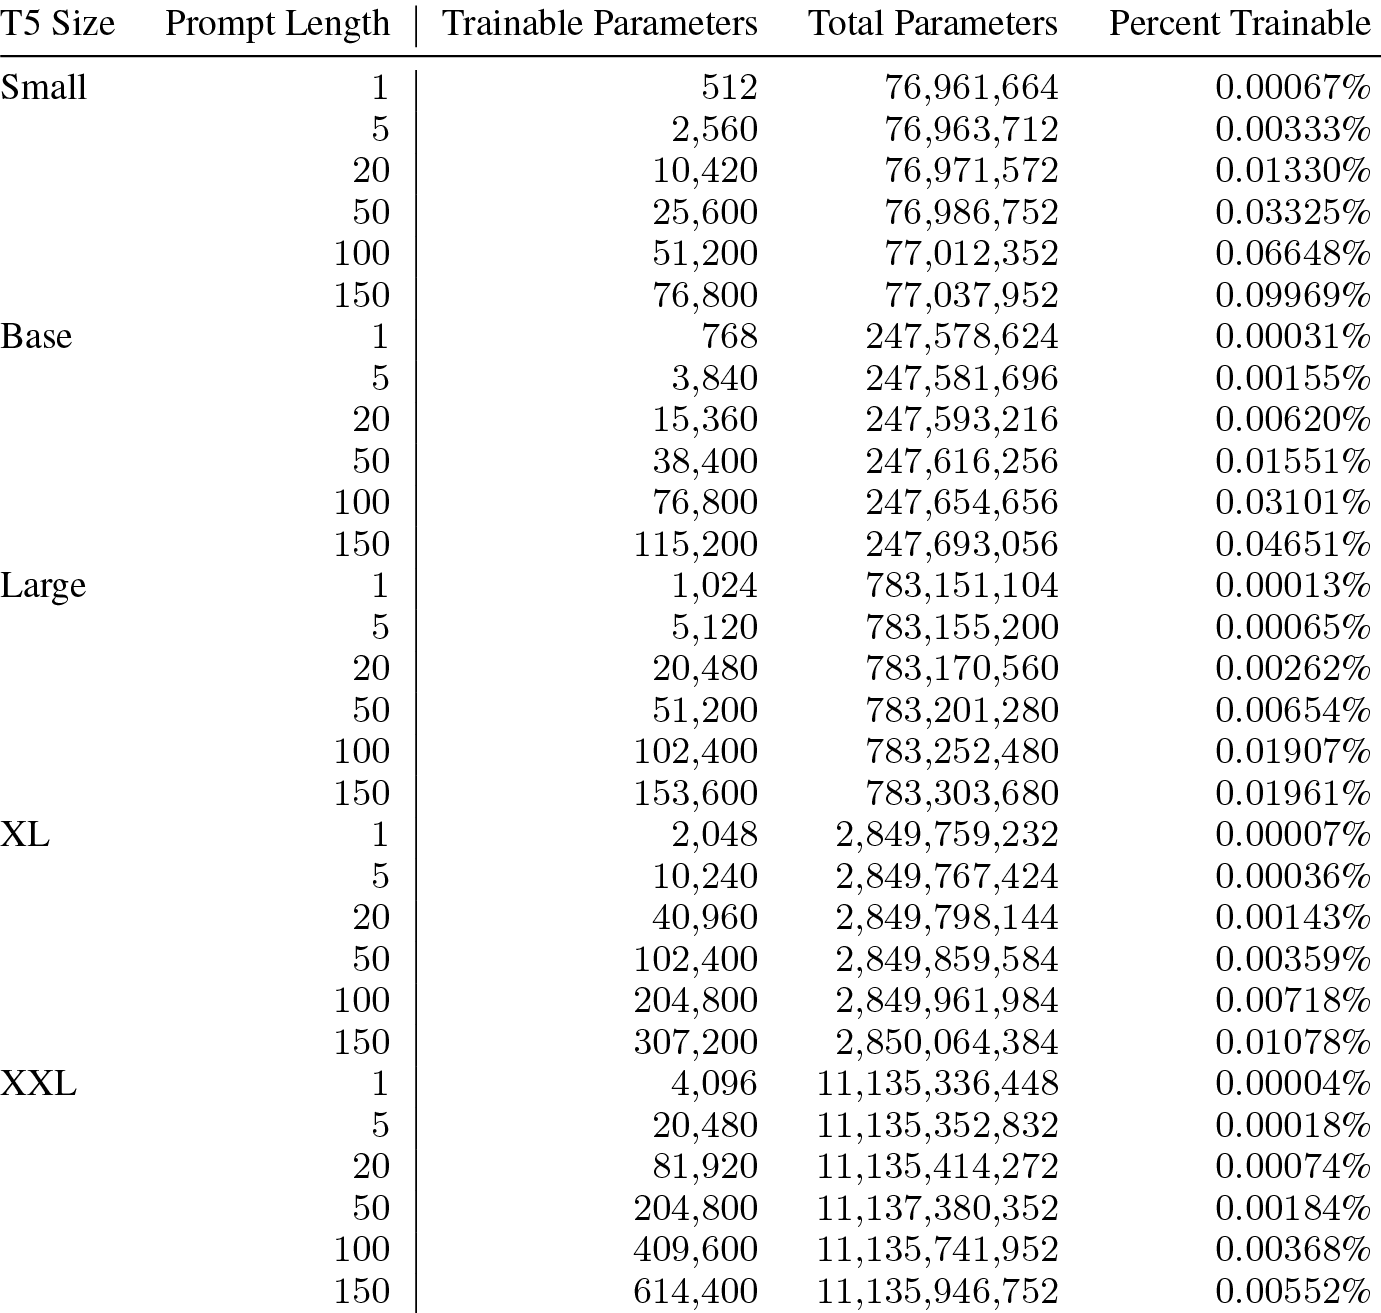 T5 Size Prompt Length Trainable Parameters Total Parameters Percent Trainable
Small 1 512 76,961,664 0.00067%
5 2,560 76,963,712 0.00333%
20 10,420 76,971,572 0.01330%
50 25,600 76,986,752 0.03325%
100 51,200 77,012,352 0.06648%
150 76,800 77,037,952 0.09969%
Base 1 768 247,578,624 0.00031%
5 3,840 247,581,696 0.00155%
20 15,360 247,593,216 0.00620%
50 38,400 247,616,256 0.01551%
100 76,800 247,654,656 0.03101%
150 115,200 247,693,056 0.04651%
Large 1 1,024 783,151,104 0.00013%
5 5,120 783,155,200 0.00065%
20 20,480 783,170,560 0.00262%
50 51,200 783,201,280 0.00654%
100 102,400 783,252,480 0.01907%
150 153,600 783,303,680 0.01961%
XL 1 2,048 2,849,759,232 0.00007%
5 10,240 2,849,767,424 0.00036%
20 40,960 2,849,798,144 0.00143%
50 102,400 2,849,859,584 0.00359%
100 204,800 2,849,961,984 0.00718%
150 307,200 2,850,064,384 0.01078%
XXL 1 4,096 11,135,336,448 0.00004%
5 20,480 11,135,352,832 0.00018%
20 81,920 11,135,414,272 0.00074%
50 204,800 11,137,380,352 0.00184%
100 409,600 11,135,741,952 0.00368%
150 614,400 11,135,946,752 0.00552%